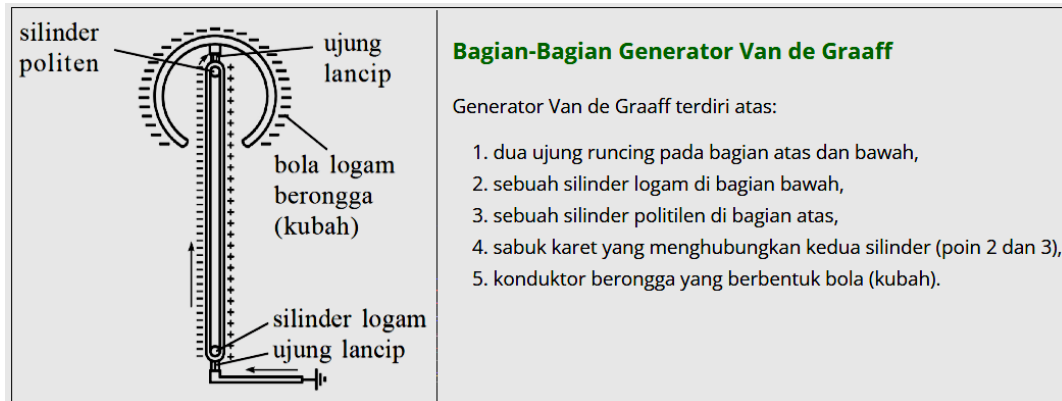 silinder
politen
ujung
lancip
bola logam
berongga
(kubah)
silinder logam
ujung lancip
Bagian-Bagian Generator Van de Graaff
Generator Van de Graaff terdiri atas:
1. dua ujung runcing pada bagian atas dan bawah,
2. sebuah silinder logam di bagian bawah,
3. sebuah silinder politilen di bagian atas,
4. sabuk karet yang menghubungkan kedua silinder (poin 2 dan 3),
5. konduktor berongga yang berbentuk bola (kubah).